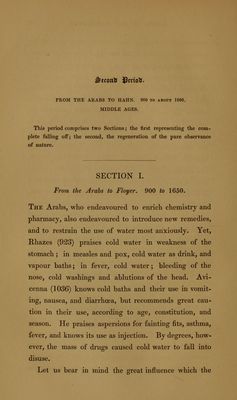 Second Period.
FROM THE ARABS TO HAHN. 900 TO ABOUT 1600.
MIDDLE AGES.
This period comprises two Sections; the first representing the com-
plete falling off; the second, the regeneration of the pure observance
of nature.
SECTION I.
From the Arabs to Floyer. 900 to 1650.
The Arabs, who endeavoured to enrich chemistry and
pharmacy, also endeavoured to introduce new remedies,
and to restrain the use of water most anxiously. Yet,
Rhazes (923) praises cold water in weakness of the
stomach; in measles and pox, cold water as drink, and
vapour baths; in fever, cold water; bleeding of the
nose, cold washings and ablutions of the head. Avi-
cenna (1036) knows cold baths and their use in vomit-
ing, nausea, and diarrhœa, but recommends great cau-
tion in their use, according to age, constitution, and
season. He praises aspersions for fainting fits, asthma,
fever, and knows its use as injection. By degrees, how-
ever, the mass of drugs caused cold water to fall into
disuse.
Let us bear in mind the great influence which the